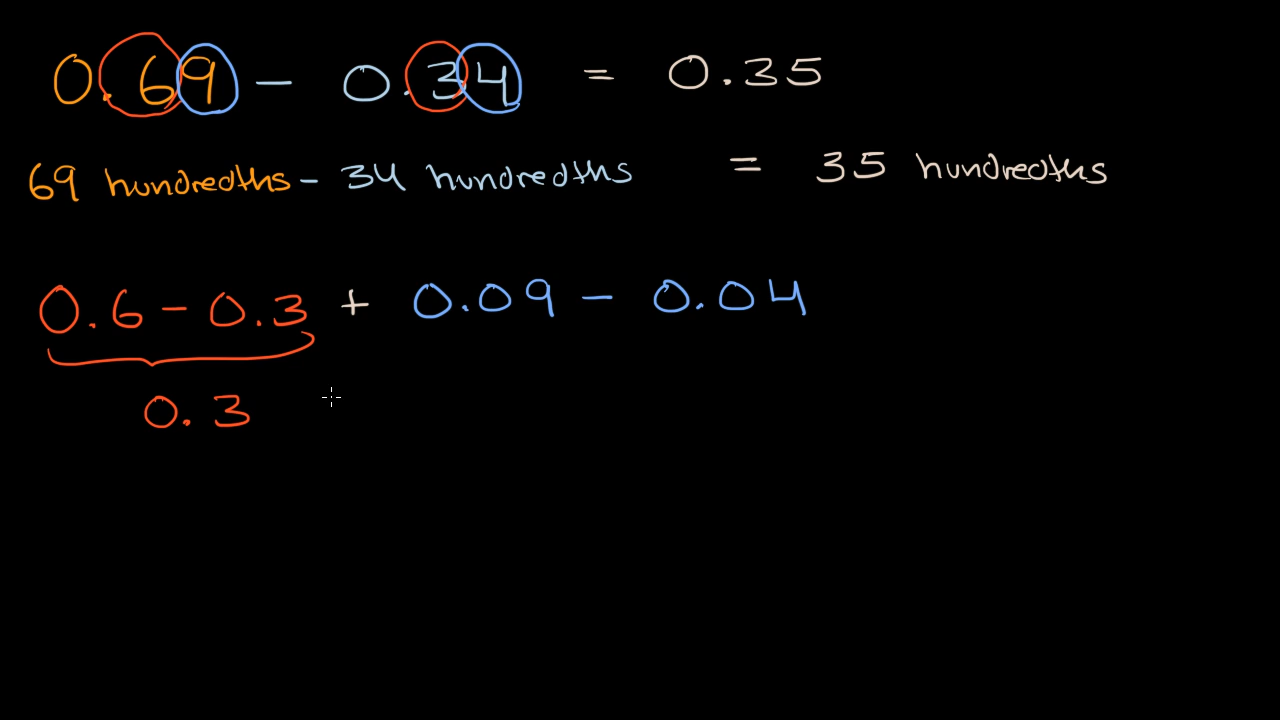 0.69 - 0.34 = 0.35
69 hundredths - 34 hundredths = 35 hundredths
0.6 - 0.3 + 0.09 - 0.04
0.3